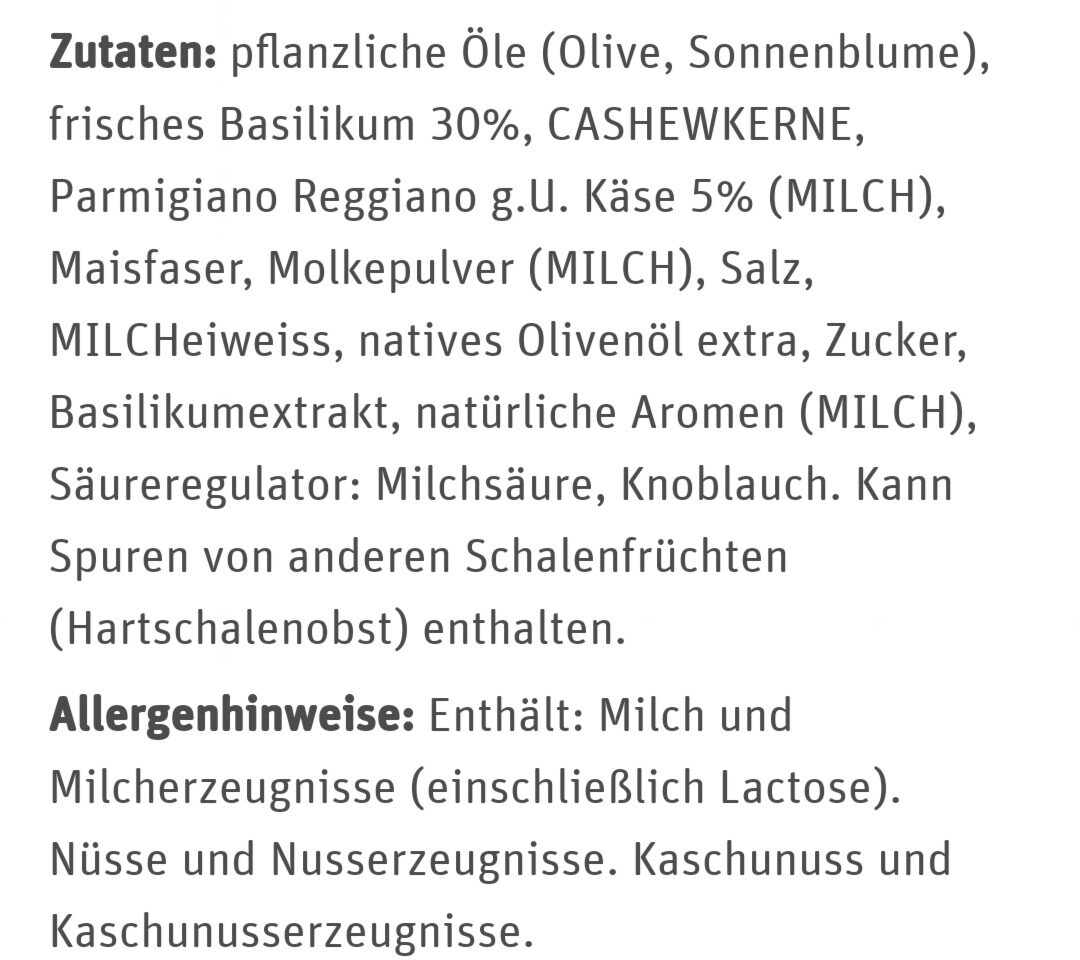 Zutaten: pflanzliche Öle (Olive, Sonnenblume),
frisches Basilikum 30%, CASHEWKERNE,
Parmigiano Reggiano g.U. Käse 5% (MILCH),
Maisfaser, Molkepulver (MILCH), Salz,
MILCHeiweiss, natives Olivenöl extra, Zucker,
Basilikumextrakt, natürliche Aromen (MILCH),
Säureregulator: Milchsäure, Knoblauch. Kann
Spuren von anderen Schalenfrüchten
(Hartschalenobst) enthalten.
Allergenhinweise: Enthält: Milch und
Milcherzeugnisse (einschließlich Lactose).
Nüsse und Nusserzeugnisse. Kaschunuss und
Kaschunusserzeugnisse.